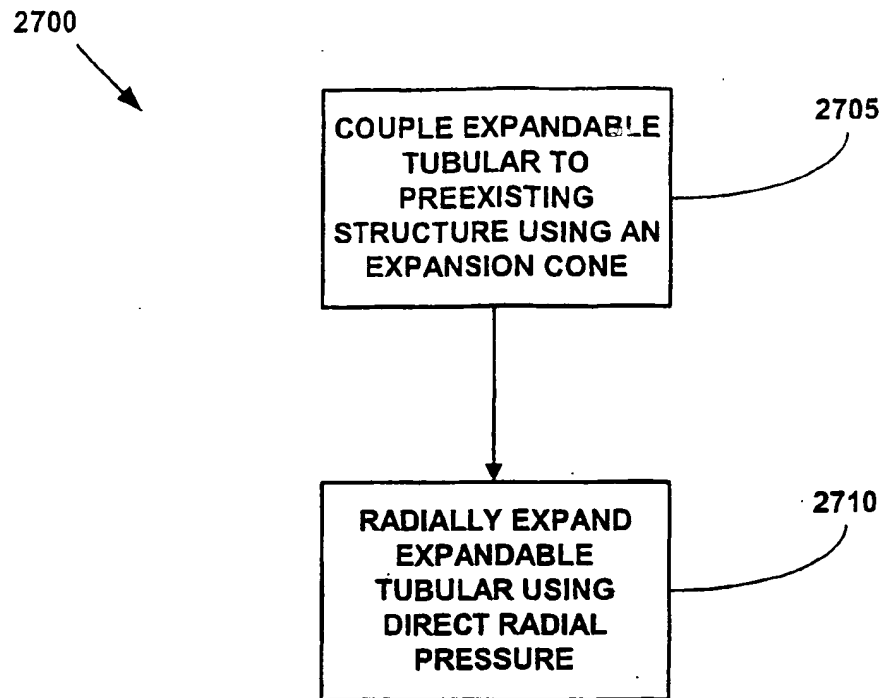 2700
COUPLE EXPANDABLE
TUBULAR TO
PREEXISTING
STRUCTURE USING AN
EXPANSION CONE
2705
RADIALLY EXPAND
EXPANDABLE
TUBULAR USING
DIRECT RADIAL
PRESSURE
2710